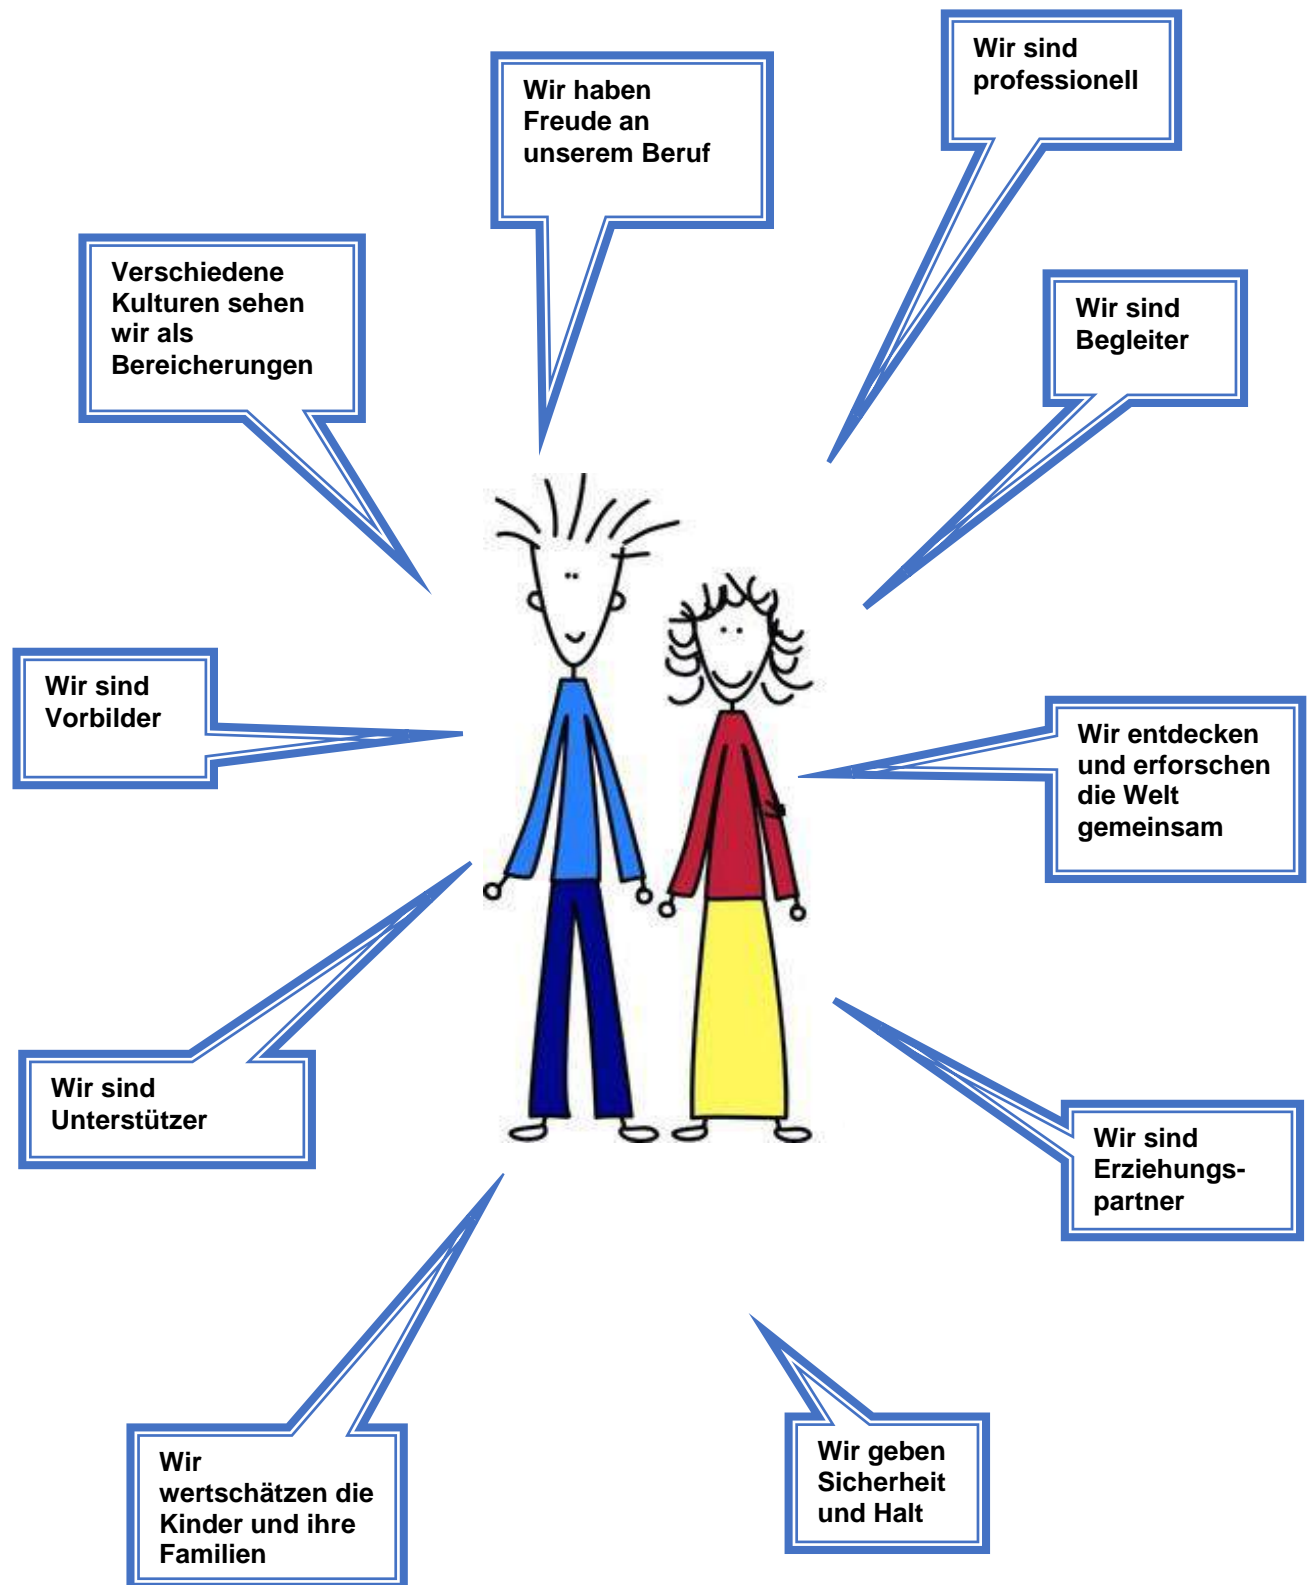 Wir sind
professionell
Wir haben
Freude an
unserem Beruf
Verschiedene
Kulturen sehen
wir als
Bereicherungen
Wir sind
Begleiter
Wir sind
Vorbilder
Wir entdecken
und erforschen
die Welt
gemeinsam
Wir sind
Unterstützer
Wir sind
Erziehungs-
partner
Wir geben
Sicherheit
und Halt
Wir
wertschätzen die
Kinder und ihre
Familien